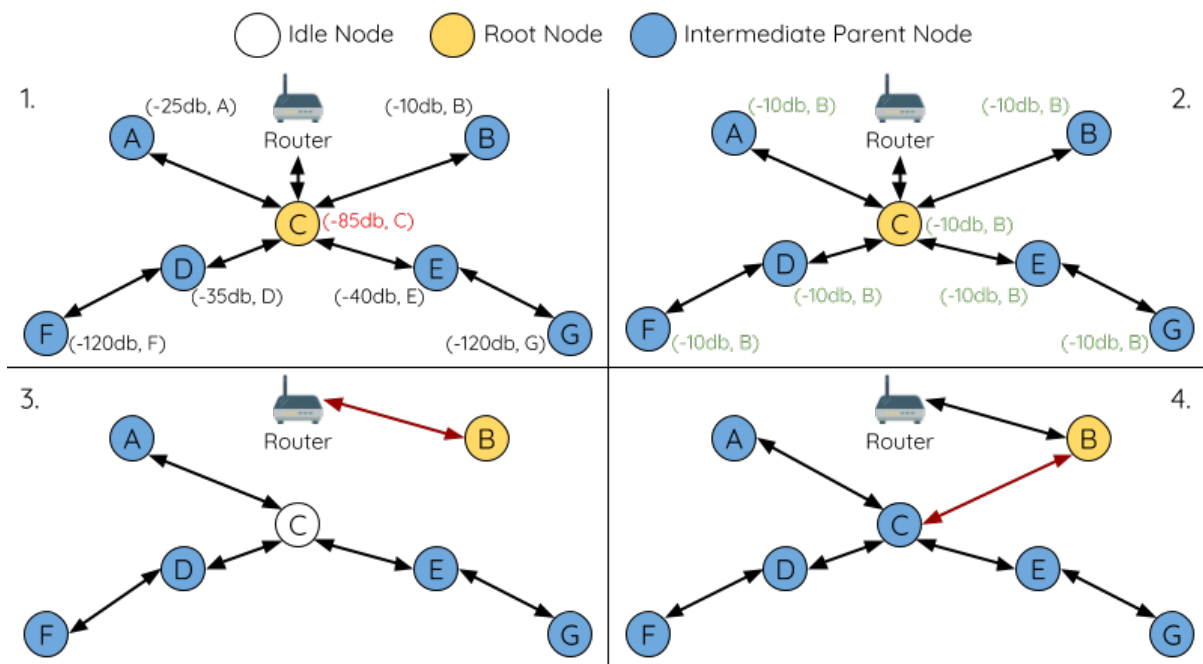 Idle Node
Root Node
Intermediate Parent Node
1.
(-25db, A)
(-10db, B)
A
Router
B
C
(-85db, C)
D
E
(-35db, D)
(-40db, E)
F
(-120db, F)
(-120db, G)
G
2.
(-10db, B)
(-10db, B)
A
Router
B
C
(-10db, B)
D
E
(-10db, B)
(-10db, B)
F
(-10db, B)
(-10db, B)
G
3.
A
Router
B
C
D
E
F
G
4.
A
Router
B
C
D
E
F
G